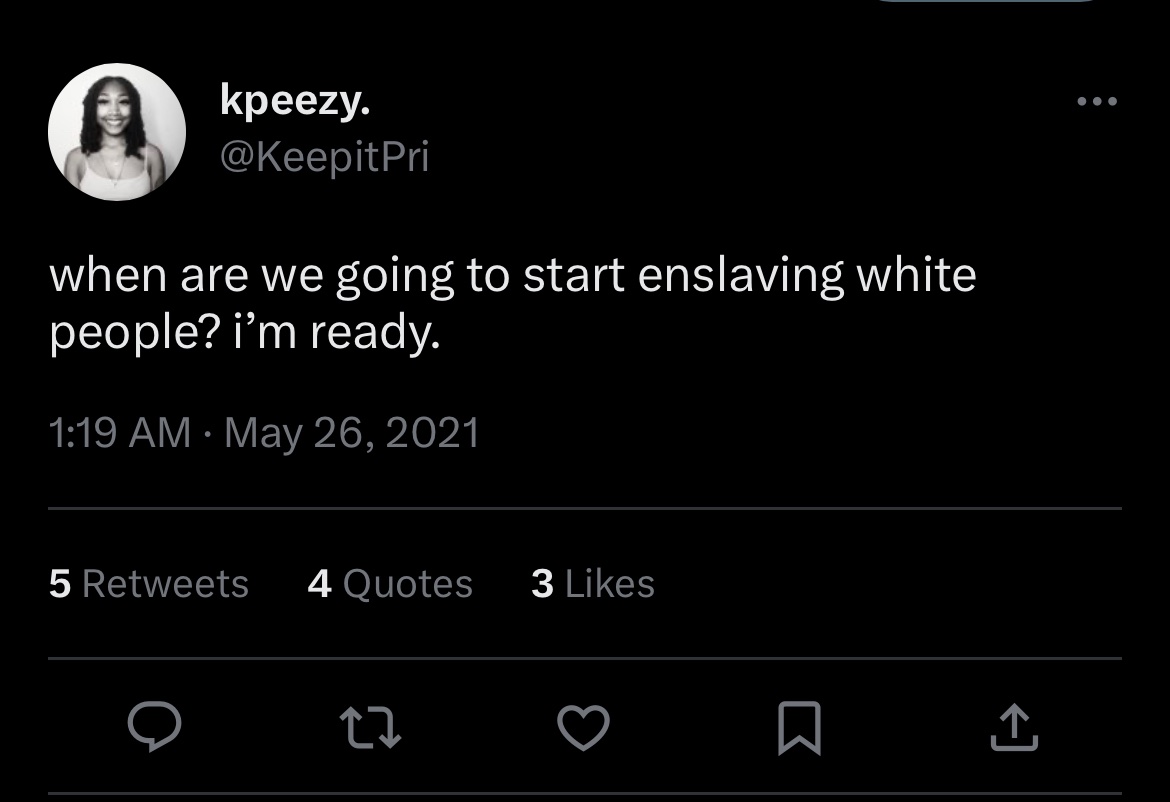 kpeezy.
@KeepitPri
when are we going to start enslaving white
people? i’m ready.
1:19 AM · May 26, 2021
5 Retweets 4 Quotes 3 Likes